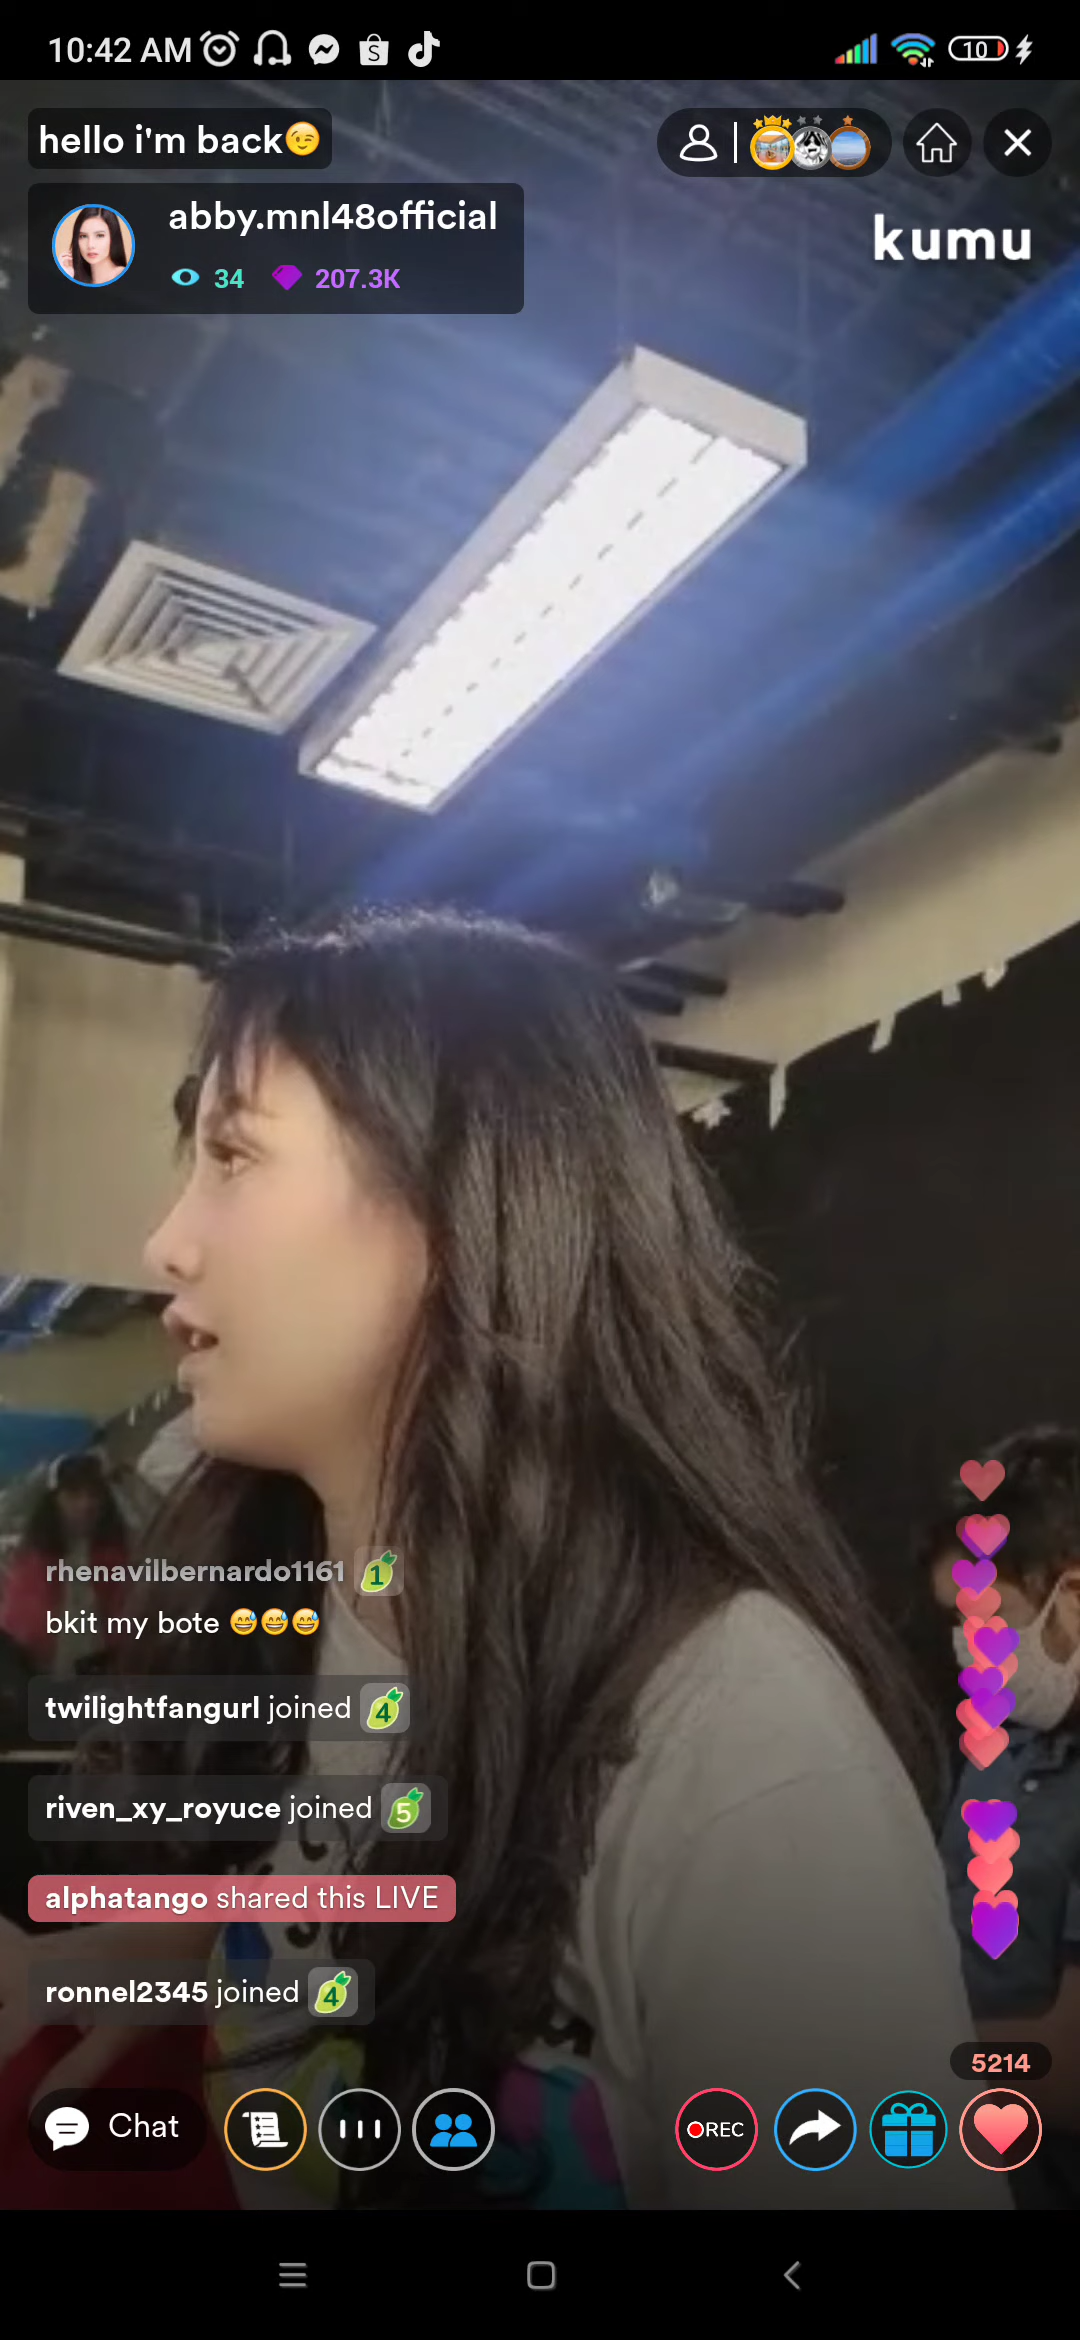 10:42 AM
10
hello i'm back😉
abby.mnl48official
34 207.3K
kumu
rhenavilbernardo1161 1
bkit my bote 😅😅😅
twilightfangurl joined 4
riven_xy_royuce joined 5
alphatango shared this LIVE
ronnel2345 joined 4
5214
Chat
REC